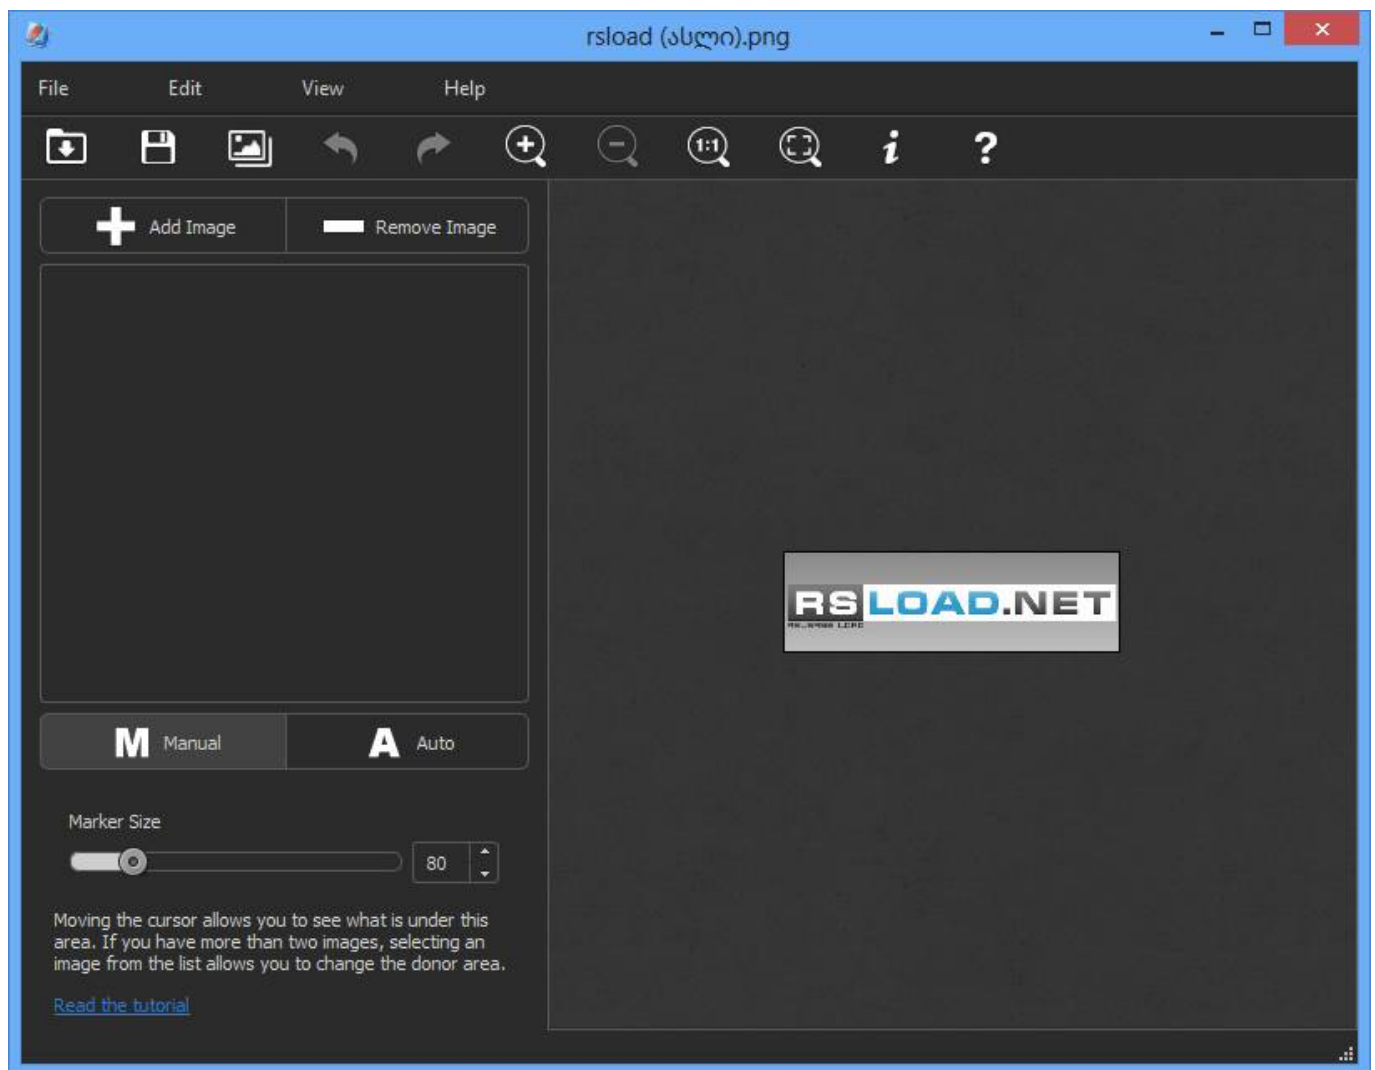 rsload (ასლი).png
File Edit View Help
1:1 i ?
Add Image Remove Image
RSLOAD.NET
M Manual A Auto
Marker Size
80
Moving the cursor allows you to see what is under this
area. If you have more than two images, selecting an
image from the list allows you to change the donor area.
Read the tutorial